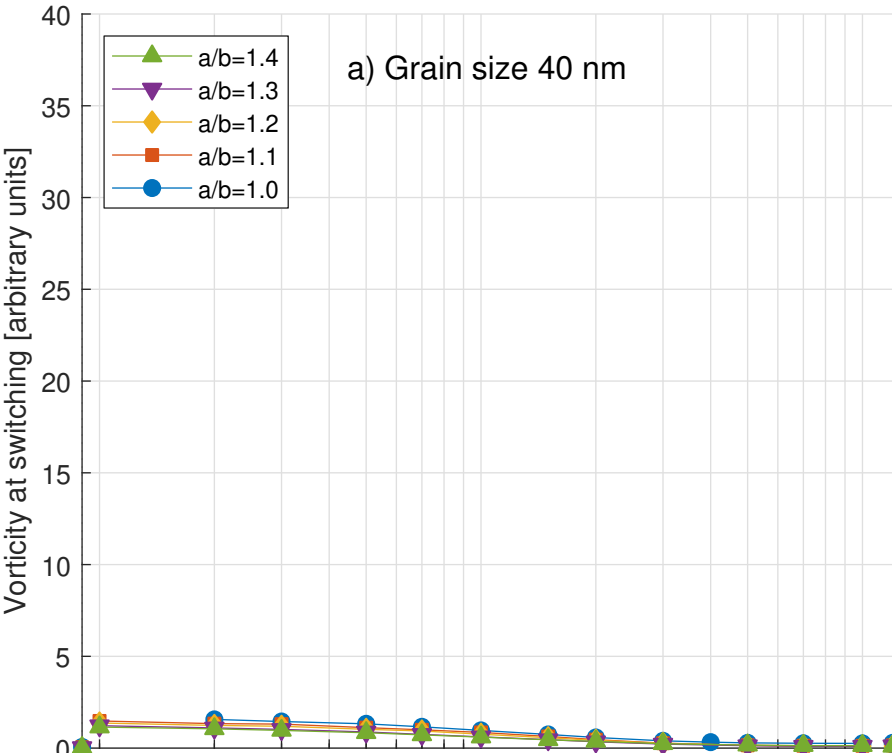 a) Grain size 40 nm
a/b=1.4
a/b=1.3
a/b=1.2
a/b=1.1
a/b=1.0
Vorticity at switching [arbitrary units]
40
35
30
25
20
15
10
5
0